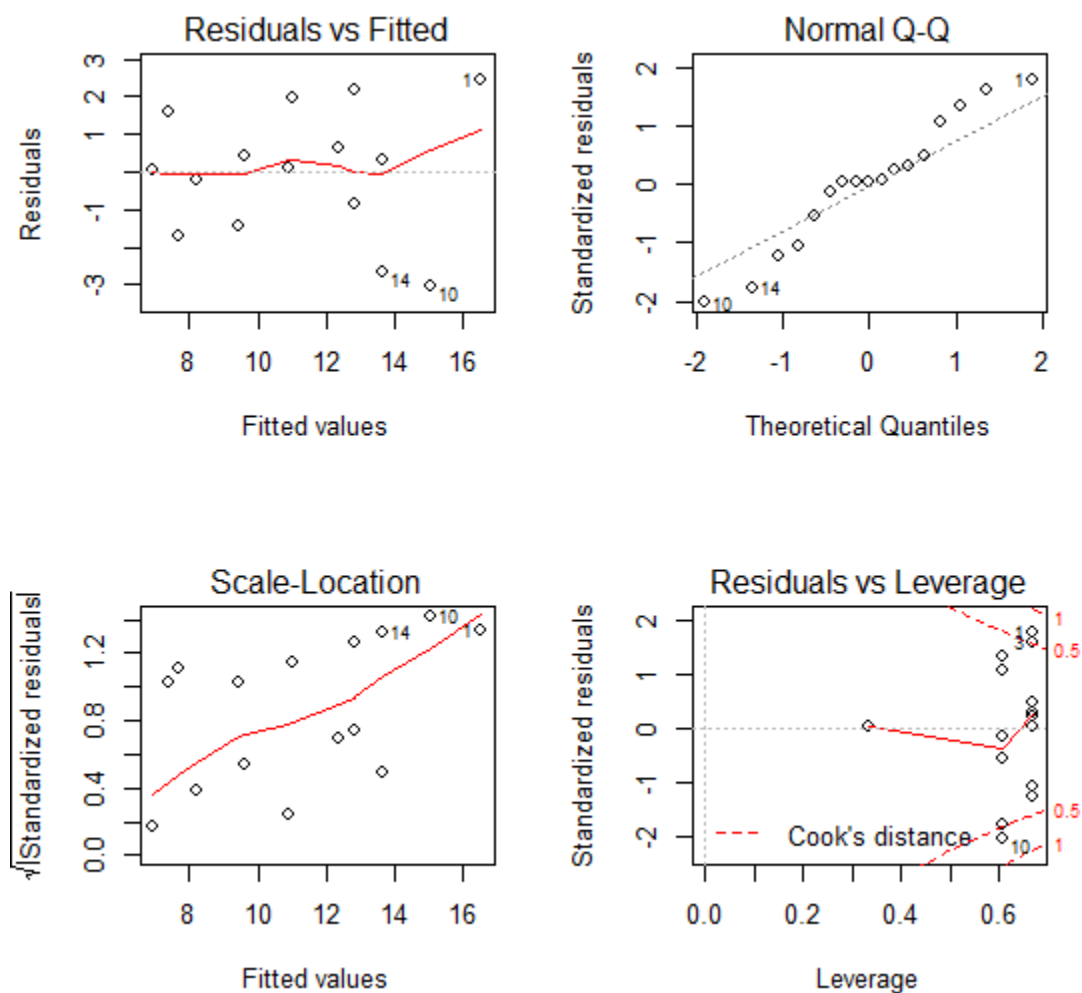 Residuals vs Fitted
Residuals
3
2
1
-1
-3
1
14
10
8 10 12 14 16
Fitted values
Normal Q-Q
Standardized residuals
2
1
0
-1
-2
1
14
10
-2 -1 0 1 2
Theoretical Quantiles
Scale-Location
√|Standardized residuals|
1.2
0.8
0.4
0.0
10
14
1
8 10 12 14 16
Fitted values
Residuals vs Leverage
Standardized residuals
2
1
0
-1
-2
1
3
10
1
0.5
0.5
1
Cook's distance
0.0 0.2 0.4 0.6
Leverage